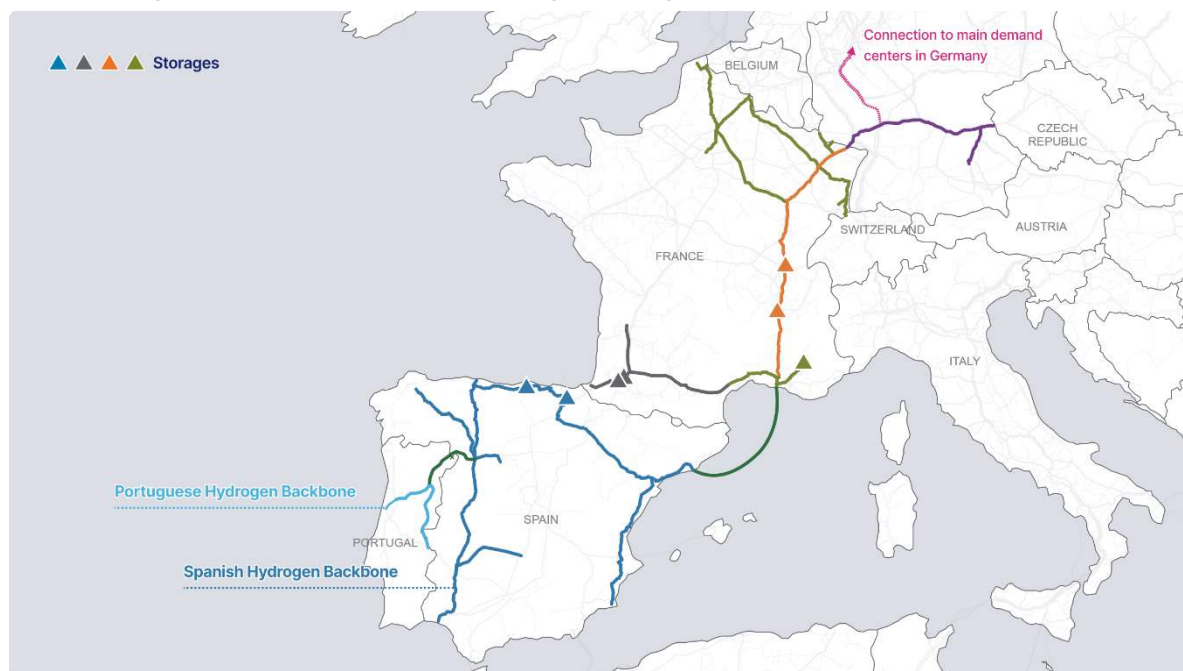 Storages
Connection to main demand
centers in Germany
BELGIUM
CZECH
REPUBLIC
SWITZERLAND
AUSTRIA
FRANCE
ITALY
Portuguese Hydrogen Backbone
SPAIN
PORTUGAL
Spanish Hydrogen Backbone